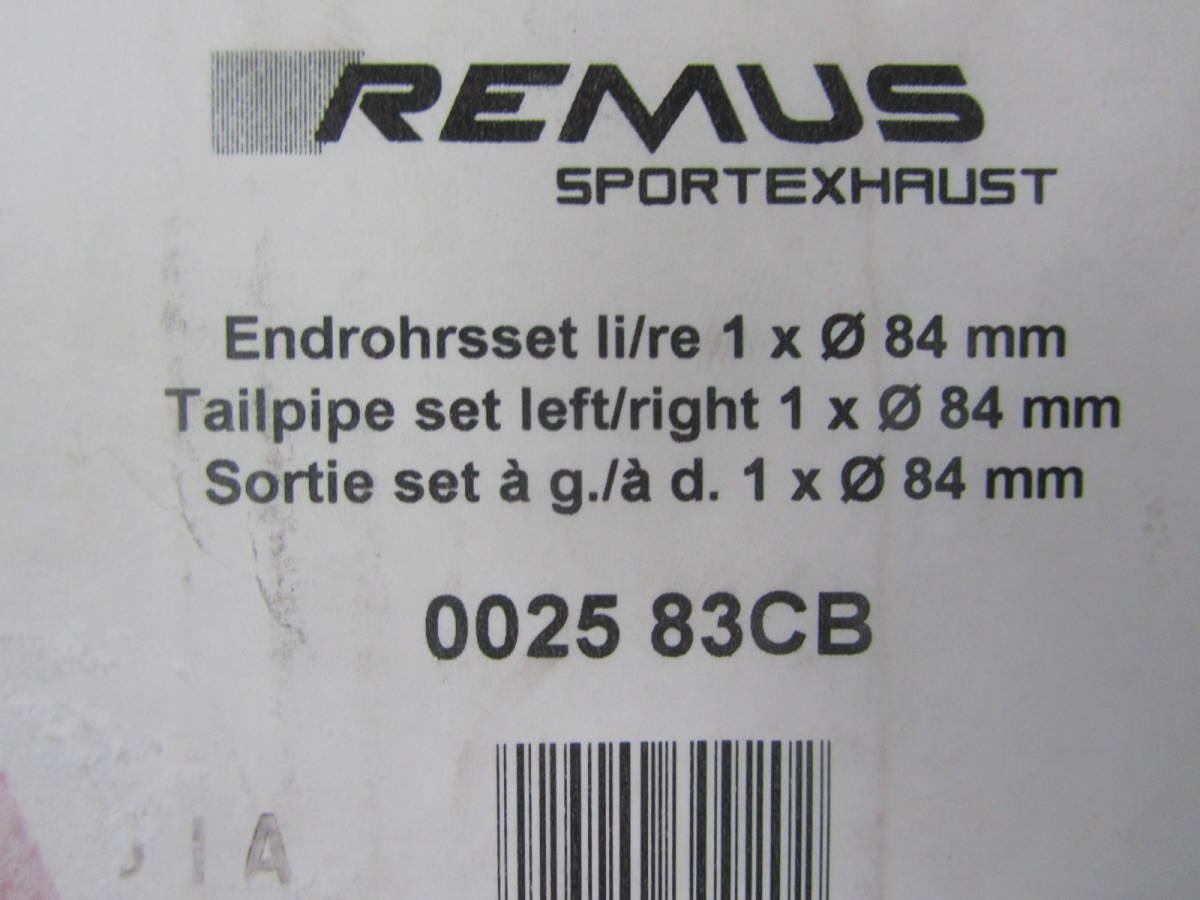 REMUS
SPORTEXHAUST
Endrohrsset li/re 1 x Ø 84 mm
Tailpipe set left/right 1 x Ø 84 mm
Sortie set à g./à d. 1 x Ø 84 mm
0025 83CB